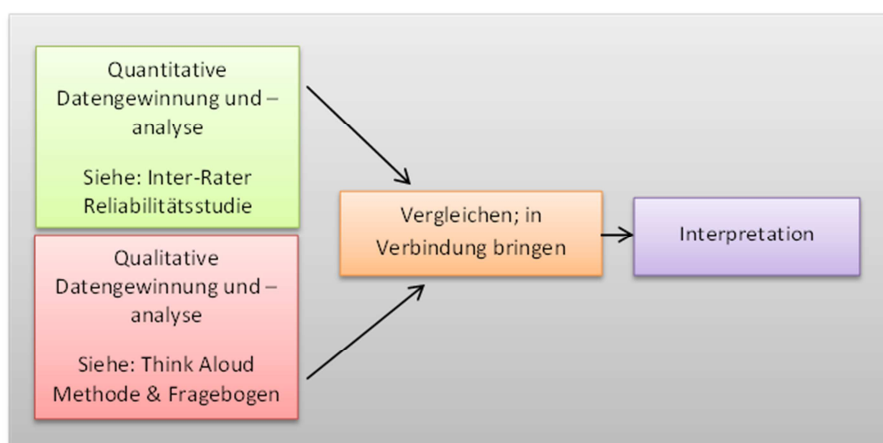 Quantitative
Datengewinnung und –
analyse
Siehe: Inter-Rater
Reliabilitätsstudie
Qualitative
Datengewinnung und –
analyse
Siehe: Think Aloud
Methode & Fragebogen
Vergleichen; in
Verbindung bringen
Interpretation